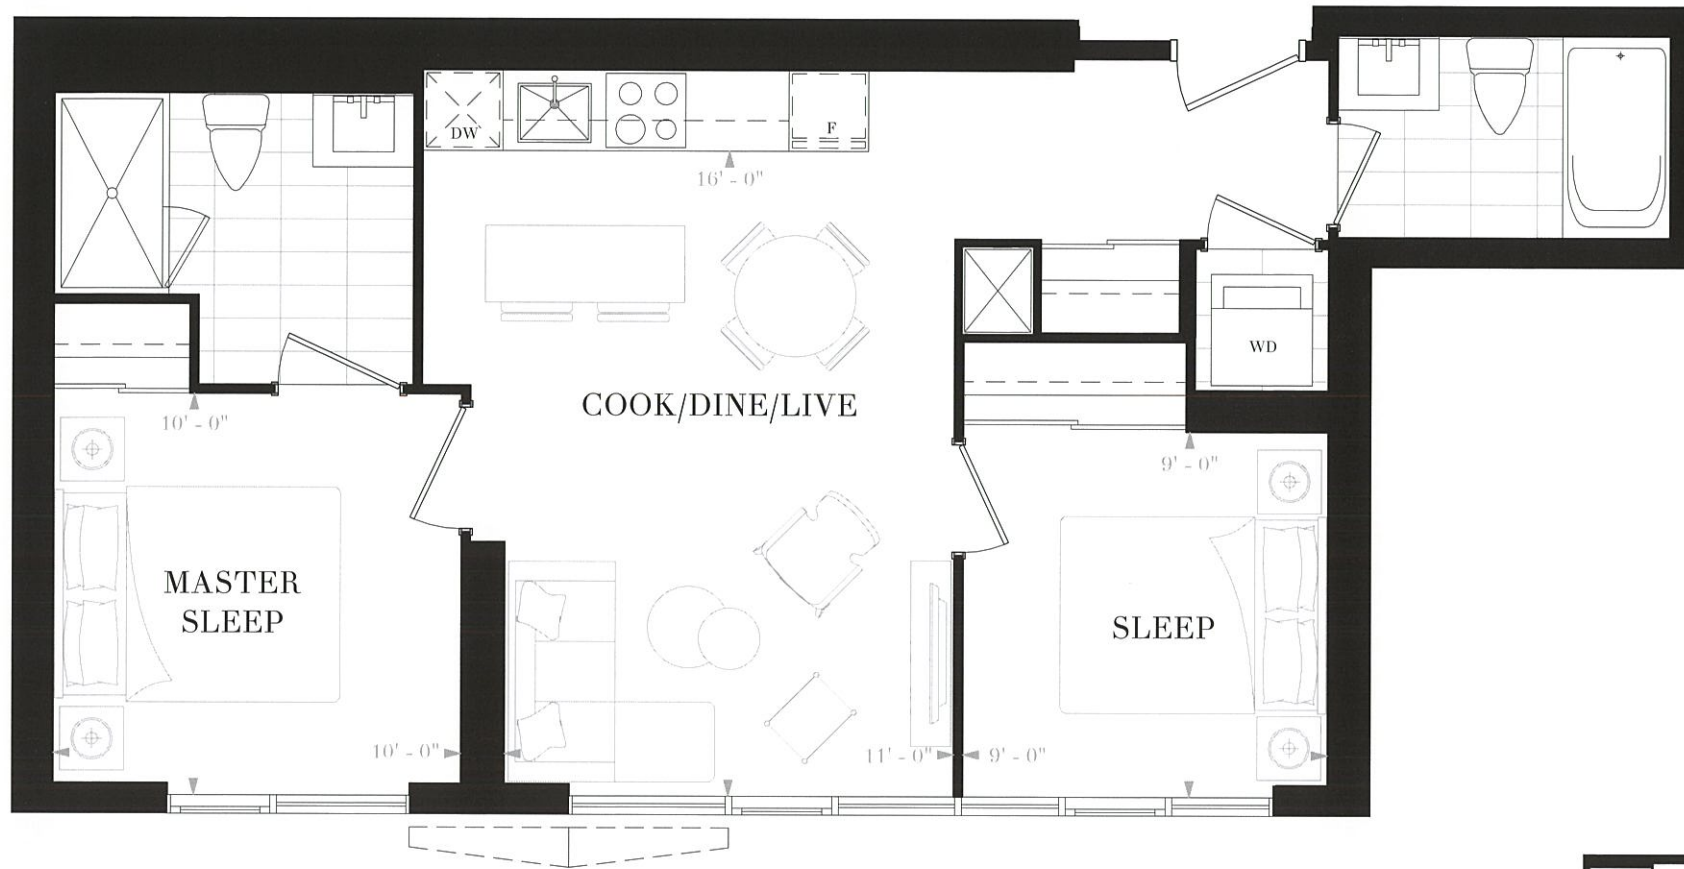 DW
F
16' - 0"
WD
COOK/DINE/LIVE
10' - 0"
9' - 0"
MASTER
SLEEP
SLEEP
10' - 0"
11' - 0"
9' - 0"